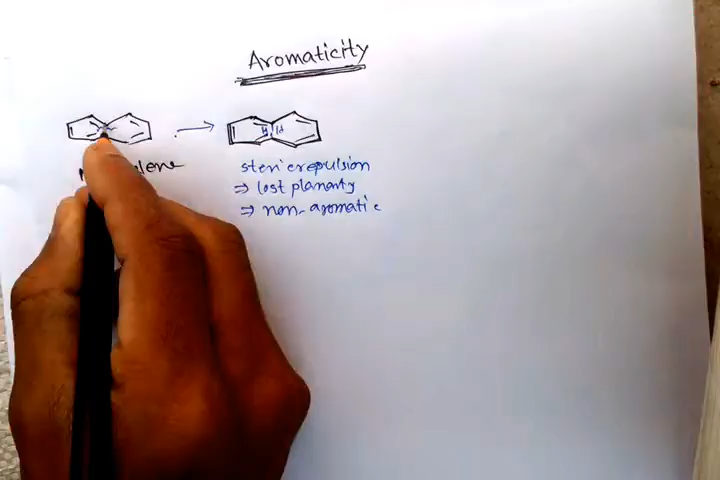 Aromaticity
H H
steric repulsion
⇒ lost planarity
⇒ non-aromatic